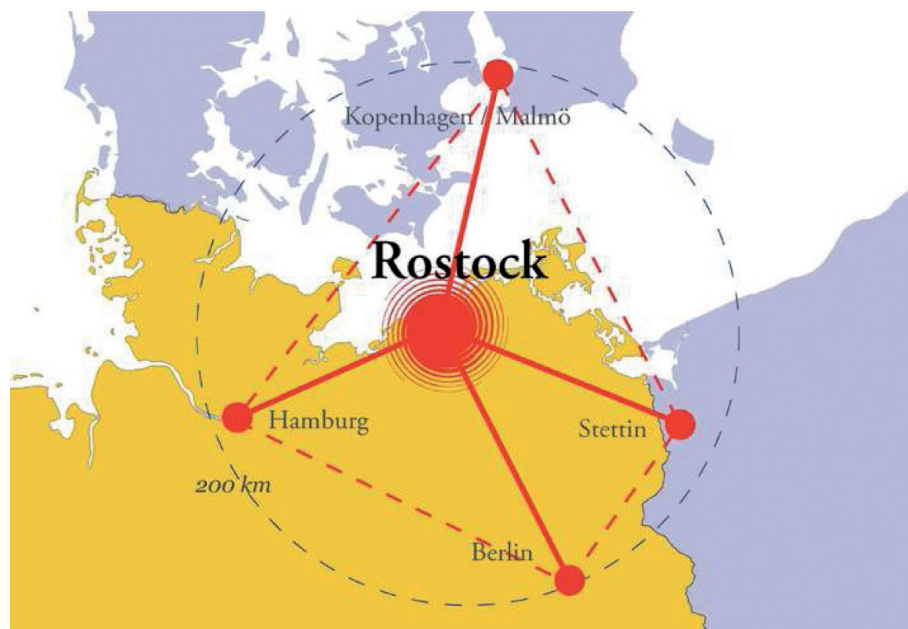 Kopenhagen / Malmö
Rostock
Hamburg
Stettin
200 km
Berlin